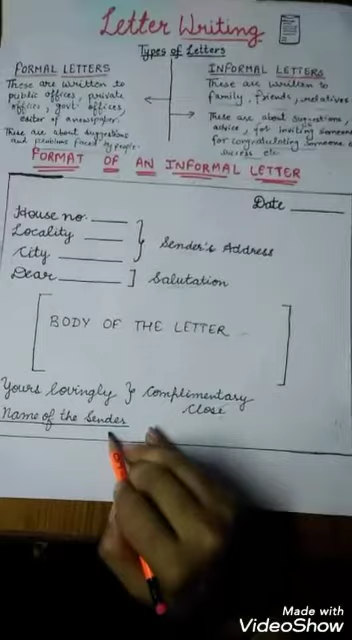 Letter Writing
Types of Letters
FORMAL LETTERS
These are written to
public offices, private
offices, govt offices,
editor of a newspaper.
These are about suggestions
and problems faced by people.
INFORMAL LETTERS
These are written to
family, friends, relatives
These are about suggestions,
advice, for inviting someone
for congratulating someone o
success etc
FORMAT OF AN INFORMAL LETTER
Date
House no.
Locality
City
Sender's Address
Dear
Salutation
BODY OF THE LETTER
Yours lovingly
Complimentary
Close
Name of the Sender
Made with
VideoShow